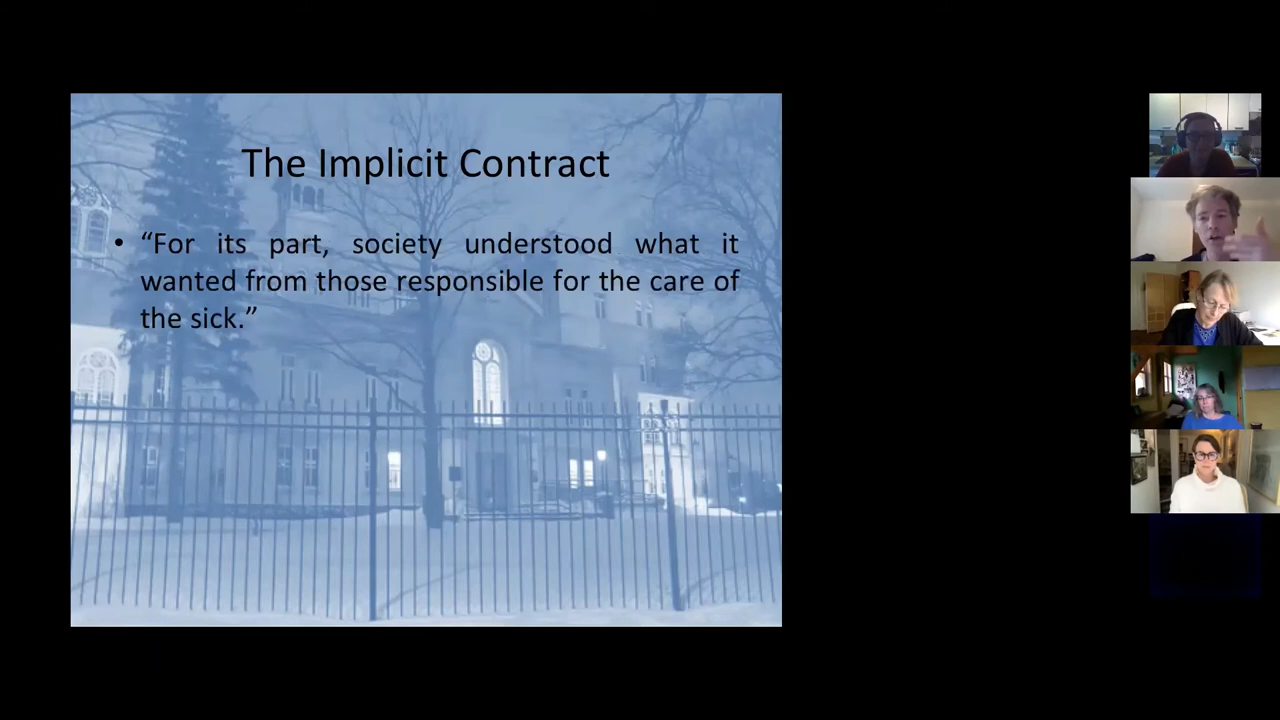 The Implicit Contract
• “For its part, society understood what it
wanted from those responsible for the care of
the sick.”